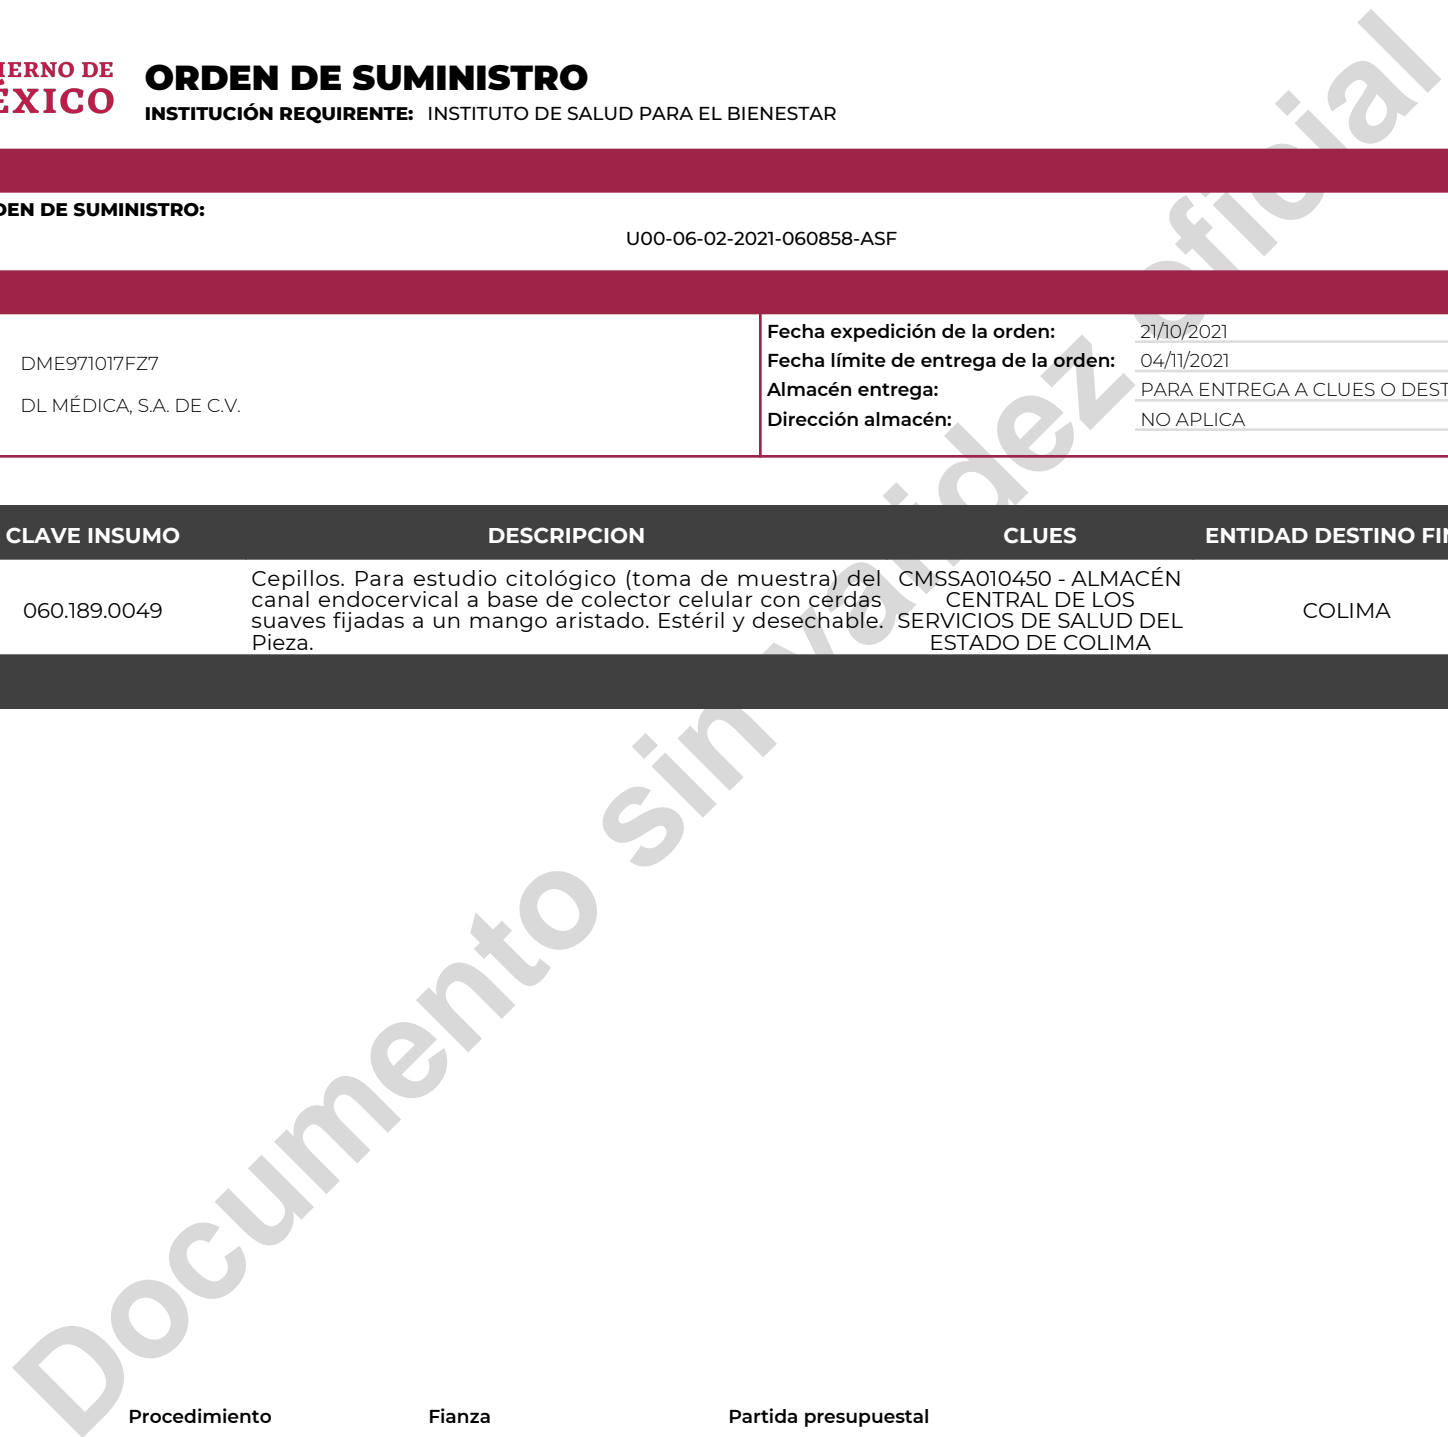 IERNO DE
ÉXICO
ORDEN DE SUMINISTRO
INSTITUCIÓN REQUIRENTE: INSTITUTO DE SALUD PARA EL BIENESTAR
DEN DE SUMINISTRO:
U00-06-02-2021-060858-ASF
DME971017FZ7
DL MÉDICA, S.A. DE C.V.
Fecha expedición de la orden: 21/10/2021
Fecha límite de entrega de la orden: 04/11/2021
Almacén entrega: PARA ENTREGA A CLUES O DEST
Dirección almacén: NO APLICA
CLAVE INSUMO DESCRIPCION CLUES ENTIDAD DESTINO FIN
060.189.0049
Cepillos. Para estudio citológico (toma de muestra) del
canal endocervical a base de colector celular con cerdas
suaves fijadas a un mango aristado. Estéril y desechable.
Pieza.
CMSSA010450 - ALMACÉN
CENTRAL DE LOS
SERVICIOS DE SALUD DEL
ESTADO DE COLIMA
COLIMA
Documento sin validez oficial
Procedimiento Fianza Partida presupuestal